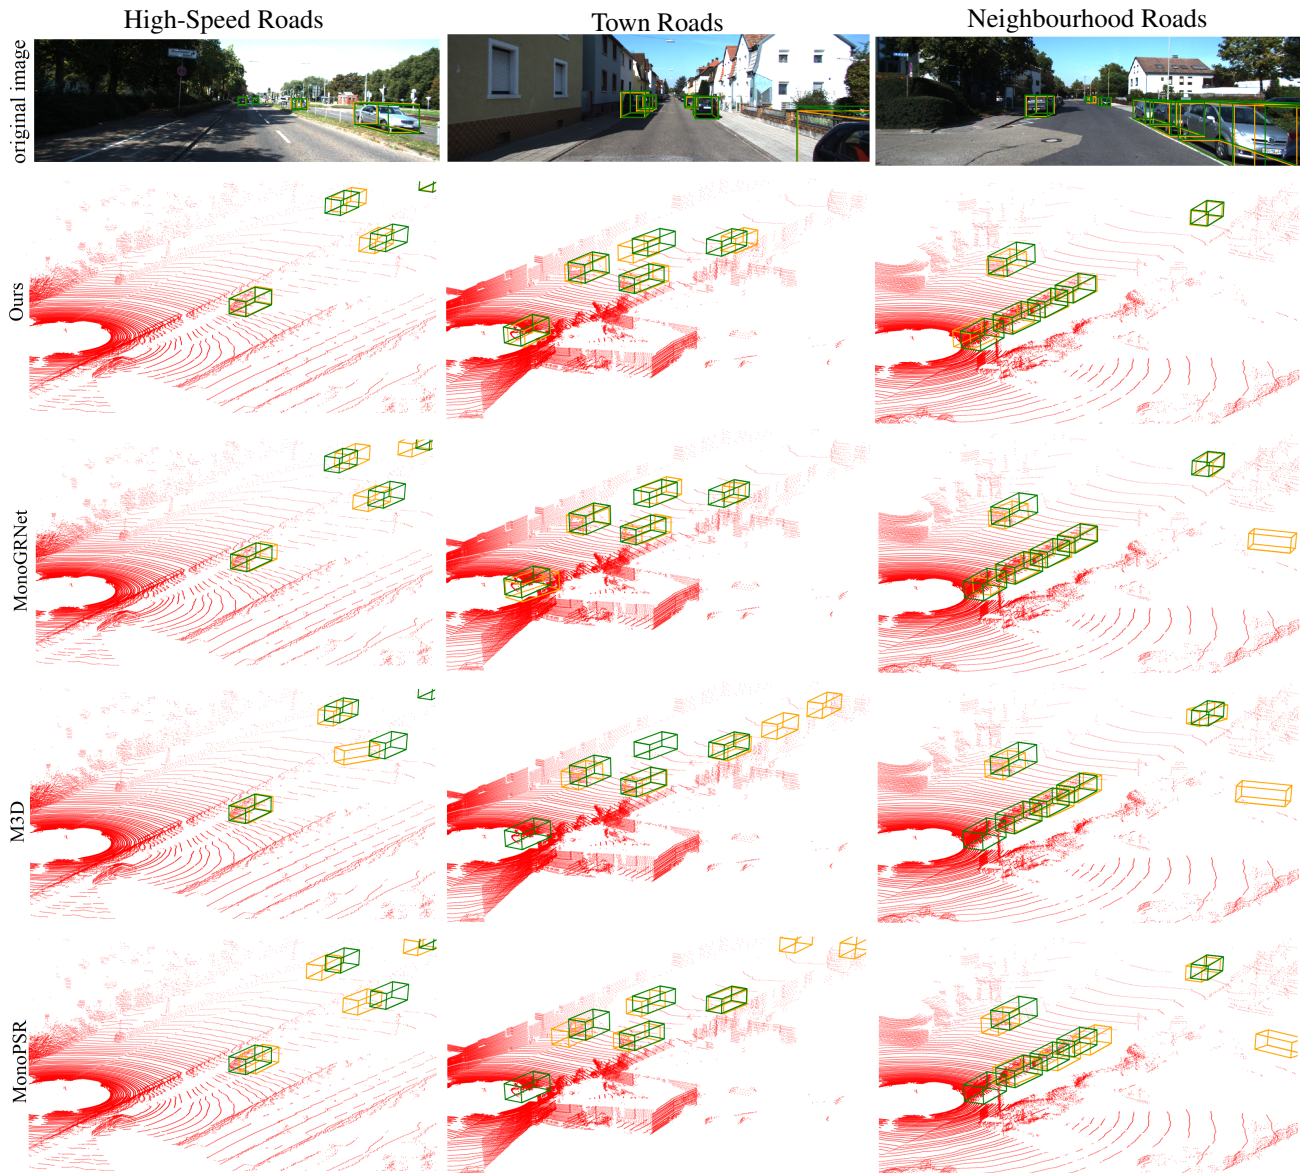 High-Speed Roads
Town Roads
Neighbourhood Roads
original image
Ours
MonoGRNet
M3D
MonoPSR